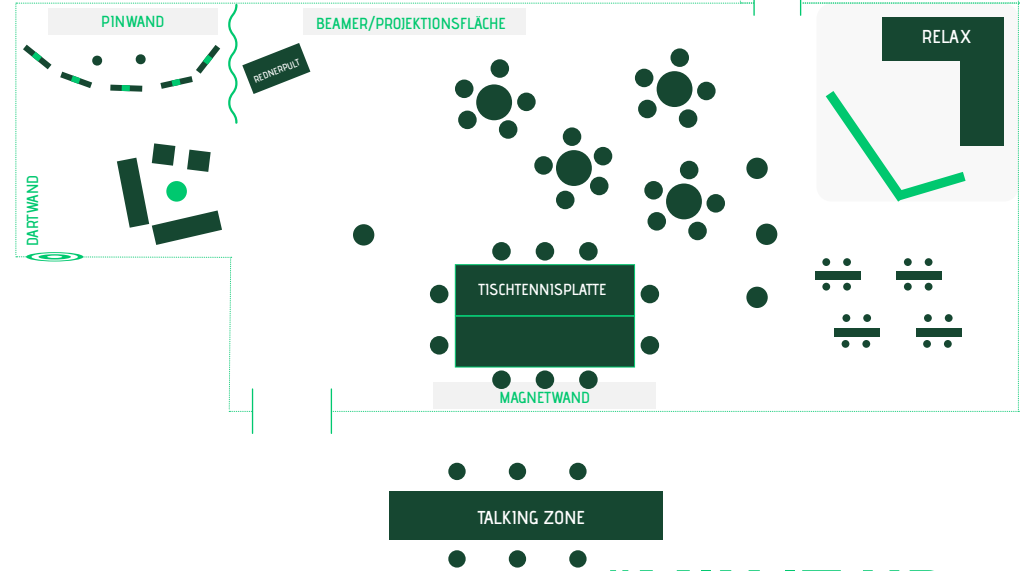 PINWAND
BEAMER/PROJEKTIONSFLÄCHE
RELAX
REDNERPULT
DARTWAND
TISCHTENNISPLATTE
MAGNETWAND
TALKING ZONE